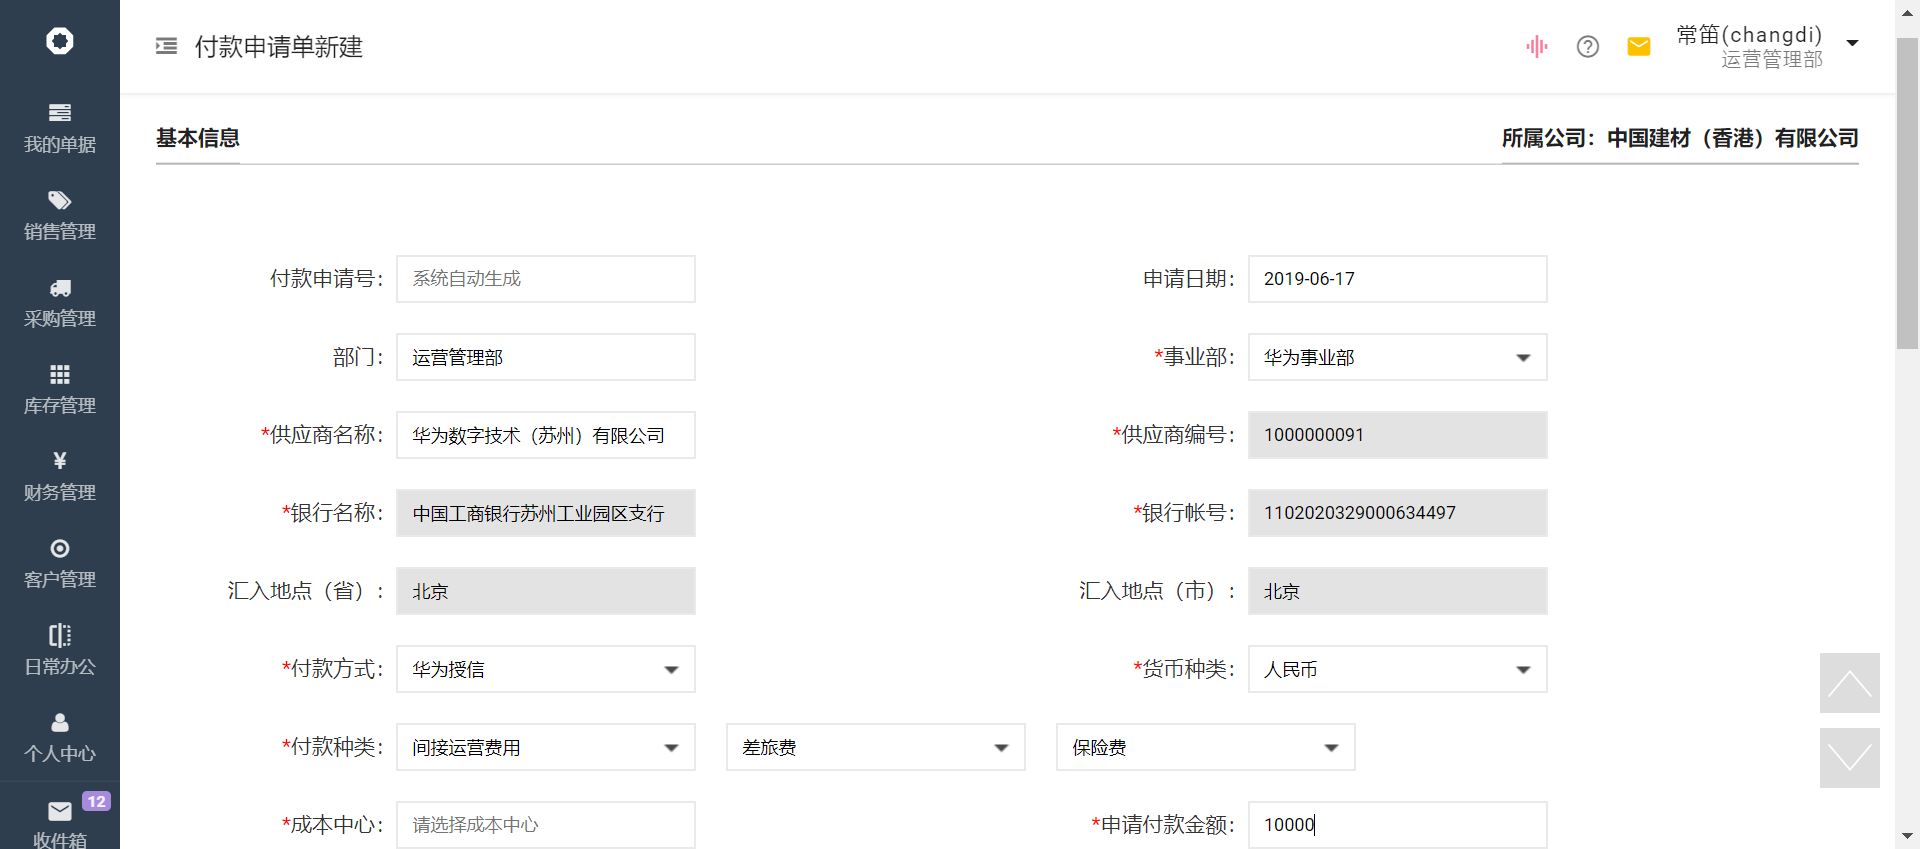 付款申请单新建
常笛(changdi)
运营管理部
我的单据
销售管理
采购管理
库存管理
¥
财务管理
客户管理
日常办公
个人中心
12
收件箱
基本信息
所属公司：中国建材（香港）有限公司
付款申请号：
系统自动生成
申请日期：
2019-06-17
部门：
运营管理部
*事业部：
华为事业部
*供应商名称：
华为数字技术（苏州）有限公司
*供应商编号：
1000000091
*银行名称：
中国工商银行苏州工业园区支行
*银行帐号：
1102020329000634497
汇入地点（省）：
北京
汇入地点（市）：
北京
*付款方式：
华为授信
*货币种类：
人民币
*付款种类：
间接运营费用
差旅费
保险费
*成本中心：
请选择成本中心
*申请付款金额：
10000